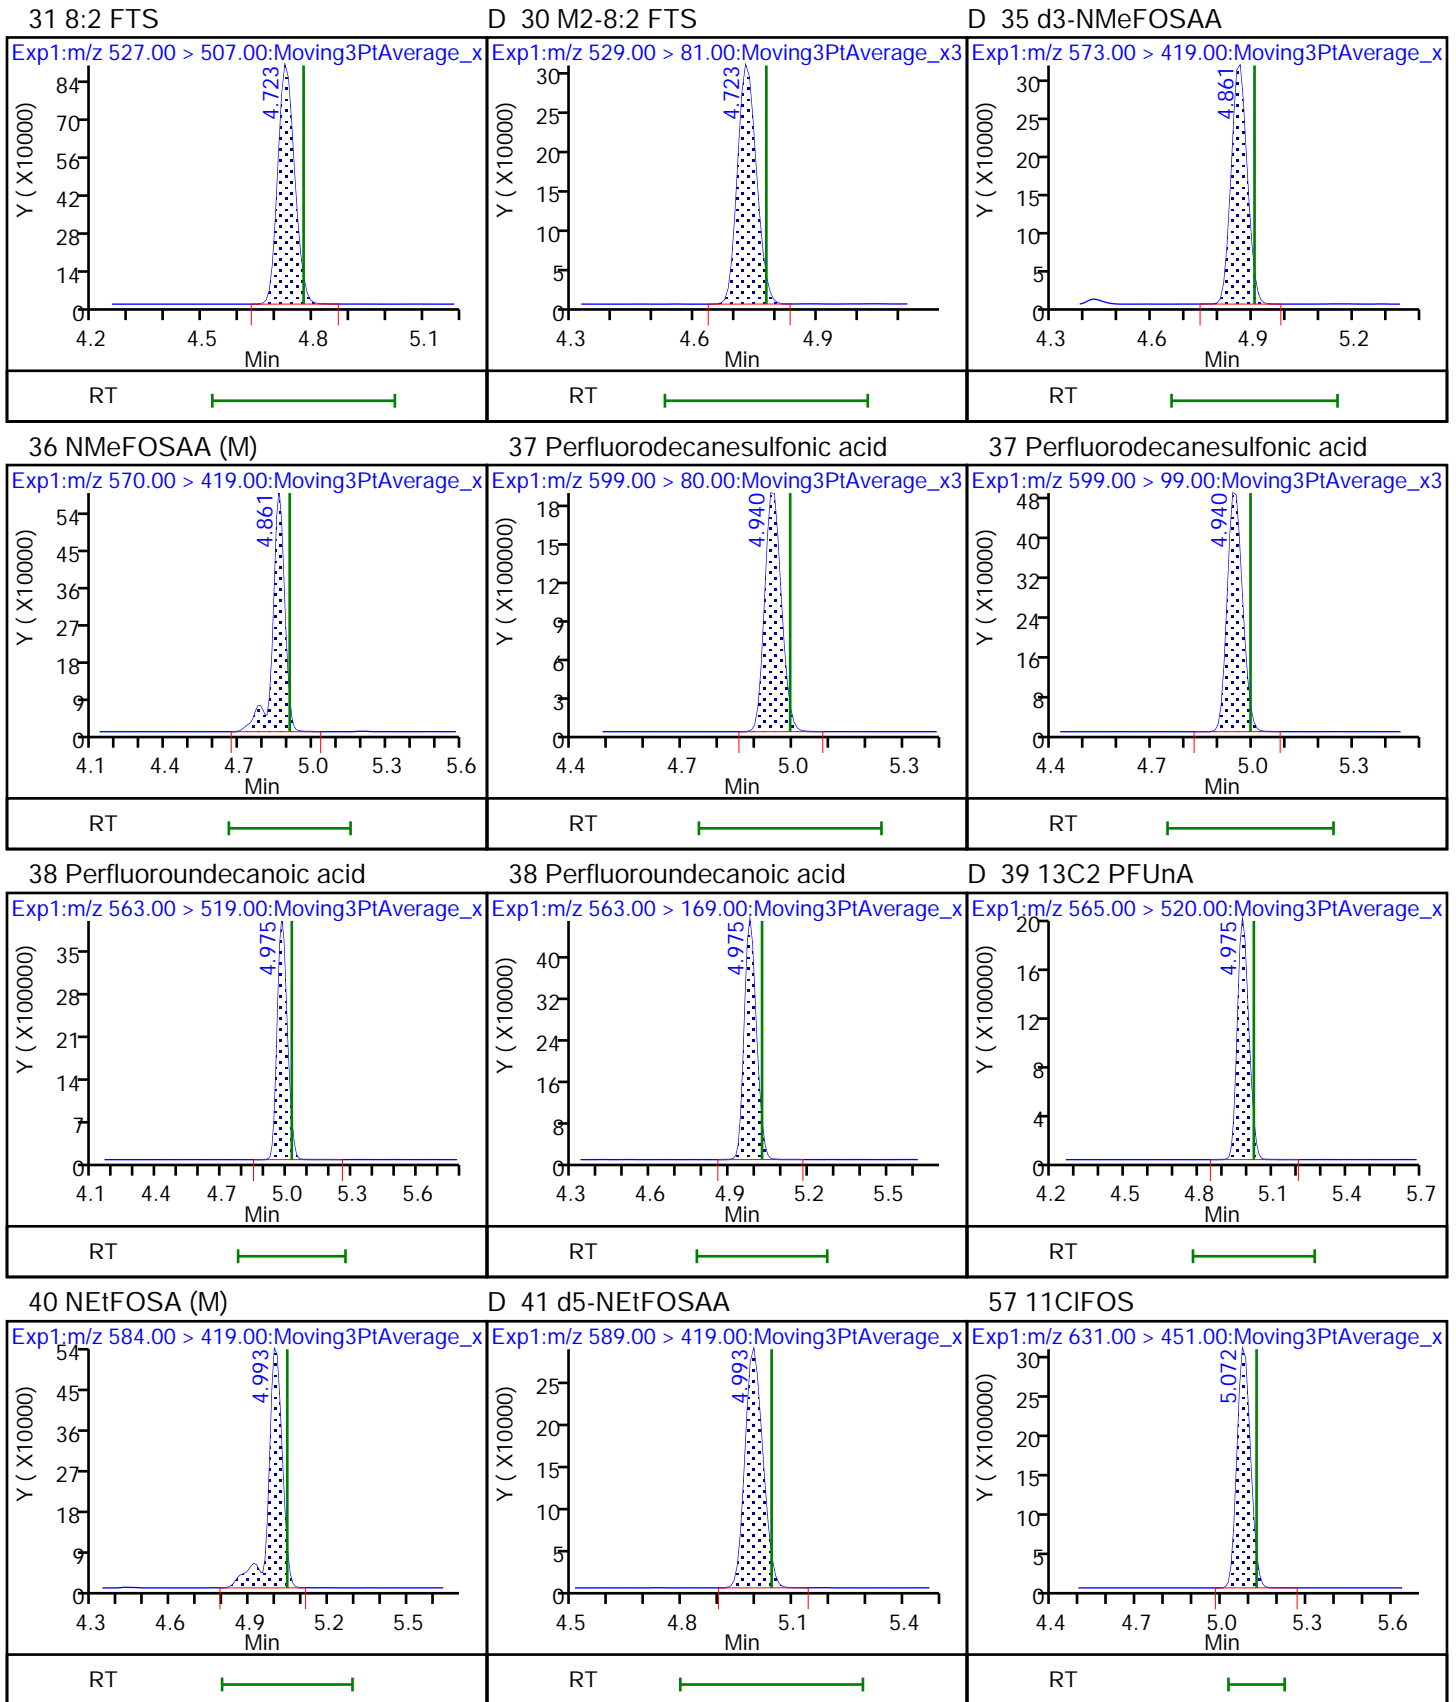 31 8:2 FTS
Exp1:m/z 527.00 > 507.00:Moving3PtAverage_x
4.723
Y ( X10000)
84
70
56
42
28
14
0
4.2 4.5 4.8 5.1
Min
RT
D 30 M2-8:2 FTS
Exp1:m/z 529.00 > 81.00:Moving3PtAverage_x3
4.723
Y ( X10000)
30
25
20
15
10
5
0
4.3 4.6 4.9
Min
RT
D 35 d3-NMeFOSAA
Exp1:m/z 573.00 > 419.00:Moving3PtAverage_x
4.861
Y ( X10000)
30
25
20
15
10
5
0
4.3 4.6 4.9 5.2
Min
RT
36 NMeFOSAA (M)
Exp1:m/z 570.00 > 419.00:Moving3PtAverage_x
4.861
Y ( X10000)
54
45
36
27
18
9
0
4.1 4.4 4.7 5.0 5.3 5.6
Min
RT
37 Perfluorodecanesulfonic acid
Exp1:m/z 599.00 > 80.00:Moving3PtAverage_x3
4.940
Y ( X100000)
18
15
12
9
6
3
0
4.4 4.7 5.0 5.3
Min
RT
37 Perfluorodecanesulfonic acid
Exp1:m/z 599.00 > 99.00:Moving3PtAverage_x3
4.940
Y ( X10000)
48
40
32
24
16
8
0
4.4 4.7 5.0 5.3
Min
RT
38 Perfluoroundecanoic acid
Exp1:m/z 563.00 > 519.00:Moving3PtAverage_x
4.975
Y ( X100000)
35
28
21
14
7
0
4.1 4.4 4.7 5.0 5.3 5.6
Min
RT
38 Perfluoroundecanoic acid
Exp1:m/z 563.00 > 169.00:Moving3PtAverage_x
4.975
Y ( X10000)
40
32
24
16
8
0
4.3 4.6 4.9 5.2 5.5
Min
RT
D 39 13C2 PFUnA
Exp1:m/z 565.00 > 520.00:Moving3PtAverage_x
4.975
Y ( X100000)
20
16
12
8
4
0
4.2 4.5 4.8 5.1 5.4 5.7
Min
RT
40 NEtFOSA (M)
Exp1:m/z 584.00 > 419.00:Moving3PtAverage_x
4.993
Y ( X10000)
54
45
36
27
18
9
0
4.3 4.6 4.9 5.2 5.5
Min
RT
D 41 d5-NEtFOSAA
Exp1:m/z 589.00 > 419.00:Moving3PtAverage_x
4.993
Y ( X10000)
25
20
15
10
5
0
4.5 4.8 5.1 5.4
Min
RT
57 11ClFOS
Exp1:m/z 631.00 > 451.00:Moving3PtAverage_x
5.072
Y ( X100000)
30
25
20
15
10
5
0
4.4 4.7 5.0 5.3 5.6
Min
RT